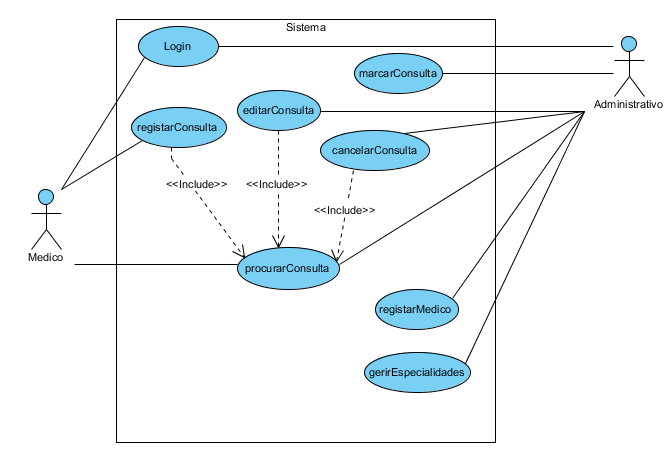 Sistema
Login
marcarConsulta
Administrativo
editarConsulta
registarConsulta
cancelarConsulta
<<Include>>
<<Include>>
<<Include>>
Medico
procurarConsulta
registarMedico
gerirEspecialidades